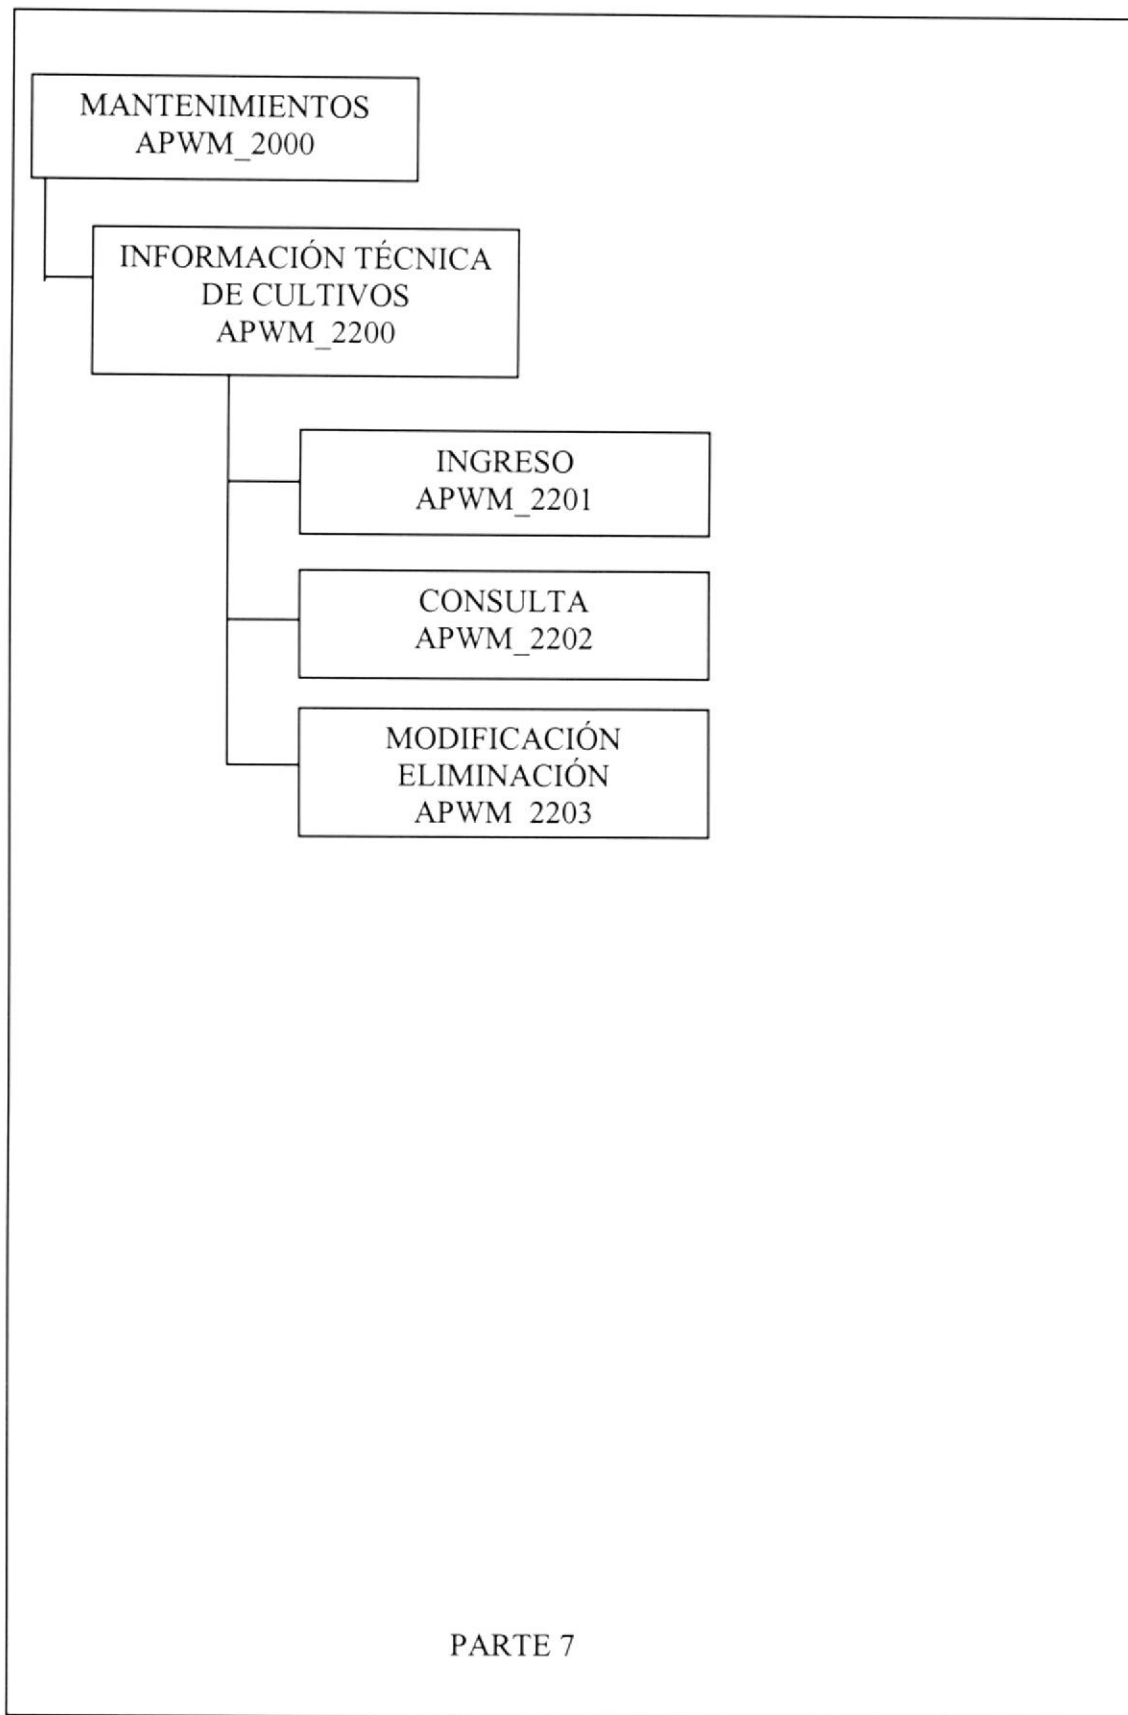 MANTENIMIENTOS
APWM_2000
INFORMACIÓN TÉCNICA
DE CULTIVOS
APWM_2200
INGRESO
APWM_2201
CONSULTA
APWM_2202
MODIFICACIÓN
ELIMINACIÓN
APWM 2203
PARTE 7